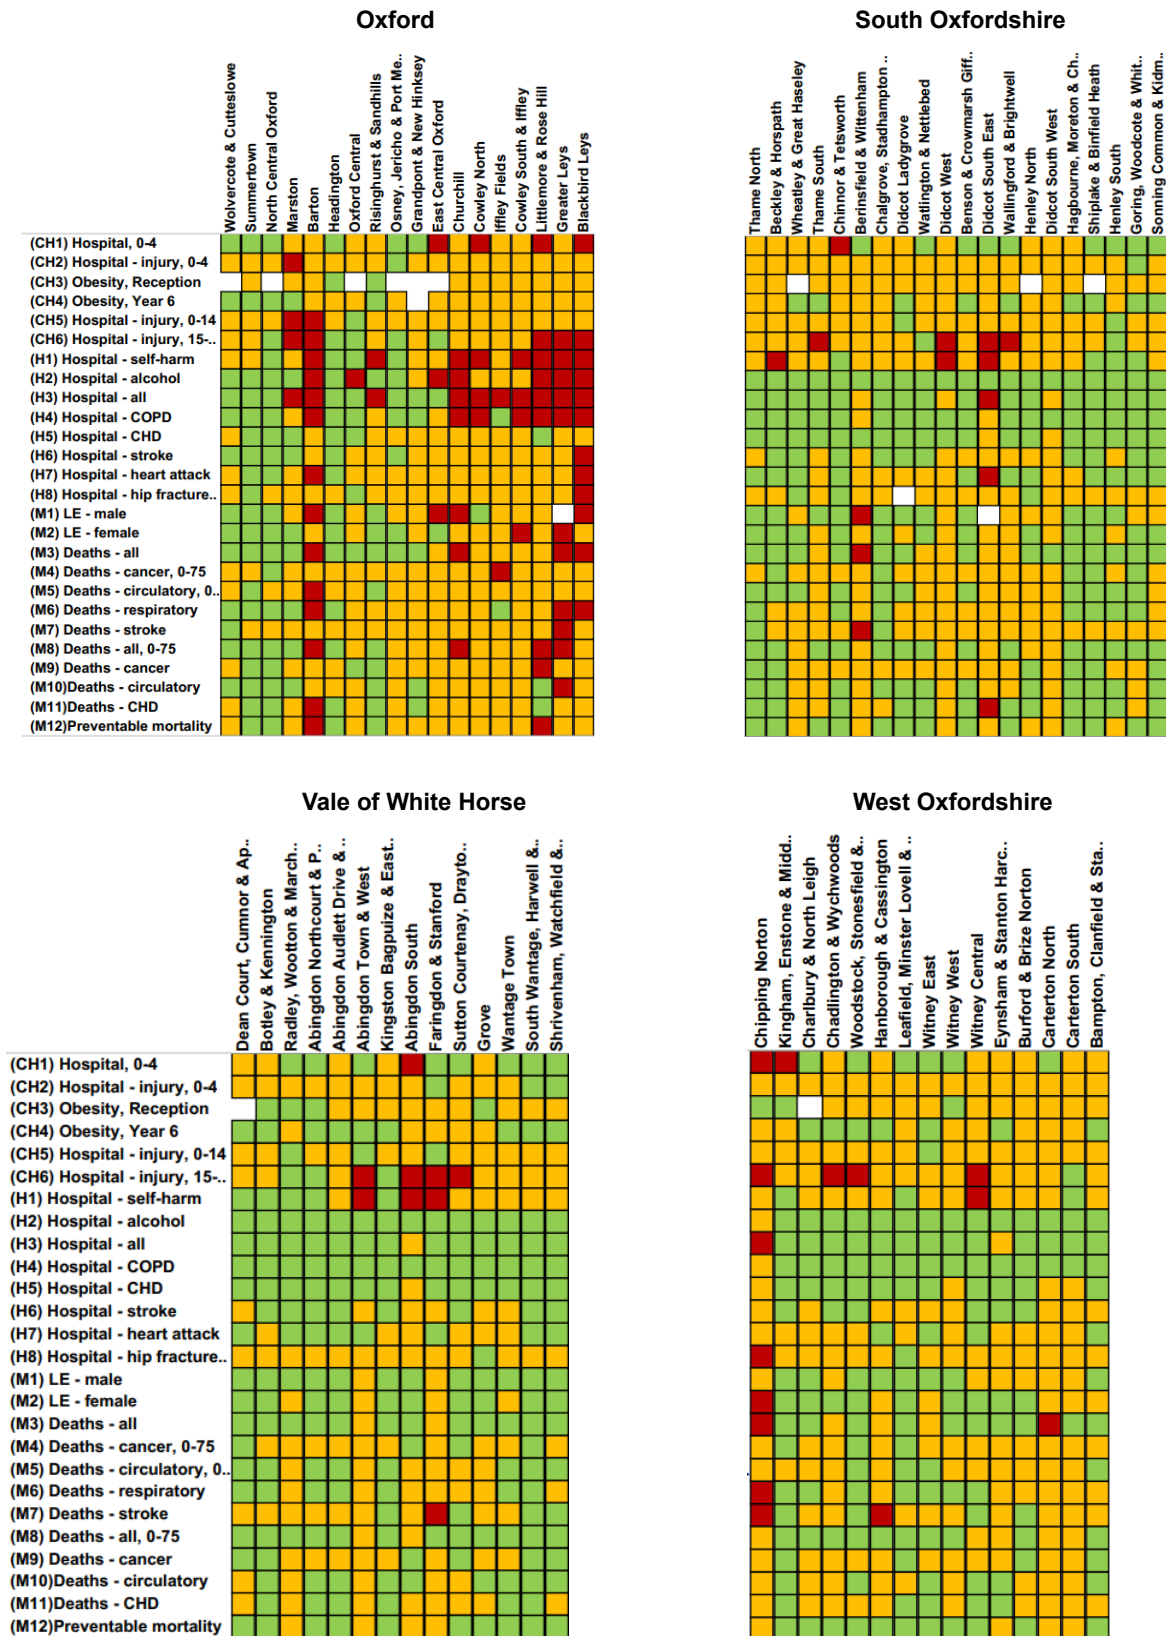 Oxford
South Oxfordshire
Wolvercote & Cutteslowe
Summertown
North Central Oxford
Marston
Barton
Headington
Oxford Central
Risinghurst & Sandhills
Osney, Jericho & Port Me..
Grandpont & New Hinksey
East Central Oxford
Churchill
Cowley North
Iffley Fields
Cowley South & Iffley
Littlemore & Rose Hill
Greater Leys
Blackbird Leys
Thame North
Beckley & Horspath
Wheatley & Great Haseley
Thame South
Chinnor & Tetsworth
Berinsfield & Wittenham
Chalgrove, Stadhampton ..
Didcot Ladygrove
Watlington & Nettlebed
Didcot West
Benson & Crowmarsh Giff..
Didcot South East
Wallingford & Brightwell
Henley North
Didcot South West
Hagbourne, Moreton & Ch..
Shiplake & Binfield Heath
Henley South
Goring, Woodcote & Whit..
Sonning Common & Kidm..
(CH1) Hospital, 0-4
(CH2) Hospital - injury, 0-4
(CH3) Obesity, Reception
(CH4) Obesity, Year 6
(CH5) Hospital - injury, 0-14
(CH6) Hospital - injury, 15-..
(H1) Hospital - self-harm
(H2) Hospital - alcohol
(H3) Hospital - all
(H4) Hospital - COPD
(H5) Hospital - CHD
(H6) Hospital - stroke
(H7) Hospital - heart attack
(H8) Hospital - hip fracture..
(M1) LE - male
(M2) LE - female
(M3) Deaths - all
(M4) Deaths - cancer, 0-75
(M5) Deaths - circulatory, 0..
(M6) Deaths - respiratory
(M7) Deaths - stroke
(M8) Deaths - all, 0-75
(M9) Deaths - cancer
(M10)Deaths - circulatory
(M11)Deaths - CHD
(M12)Preventable mortality
Vale of White Horse
West Oxfordshire
Dean Court, Cumnor & Ap..
Botley & Kennington
Radley, Wootton & March..
Abingdon Northcourt & P..
Abingdon Audlett Drive & ..
Abingdon Town & West
Kingston Bagpuize & East..
Abingdon South
Faringdon & Stanford
Sutton Courtenay, Drayto..
Grove
Wantage Town
South Wantage, Harwell &..
Shrivenham, Watchfield &..
Chipping Norton
Kingham, Enstone & Midd..
Charlbury & North Leigh
Chadlington & Wychwoods
Woodstock, Stonesfield &..
Hanborough & Cassington
Leafield, Minster Lovell & ..
Witney East
Witney West
Witney Central
Eynsham & Stanton Harc..
Burford & Brize Norton
Carterton North
Carterton South
Bampton, Clanfield & Sta..
(CH1) Hospital, 0-4
(CH2) Hospital - injury, 0-4
(CH3) Obesity, Reception
(CH4) Obesity, Year 6
(CH5) Hospital - injury, 0-14
(CH6) Hospital - injury, 15-..
(H1) Hospital - self-harm
(H2) Hospital - alcohol
(H3) Hospital - all
(H4) Hospital - COPD
(H5) Hospital - CHD
(H6) Hospital - stroke
(H7) Hospital - heart attack
(H8) Hospital - hip fracture..
(M1) LE - male
(M2) LE - female
(M3) Deaths - all
(M4) Deaths - cancer, 0-75
(M5) Deaths - circulatory, 0..
(M6) Deaths - respiratory
(M7) Deaths - stroke
(M8) Deaths - all, 0-75
(M9) Deaths - cancer
(M10)Deaths - circulatory
(M11)Deaths - CHD
(M12)Preventable mortality